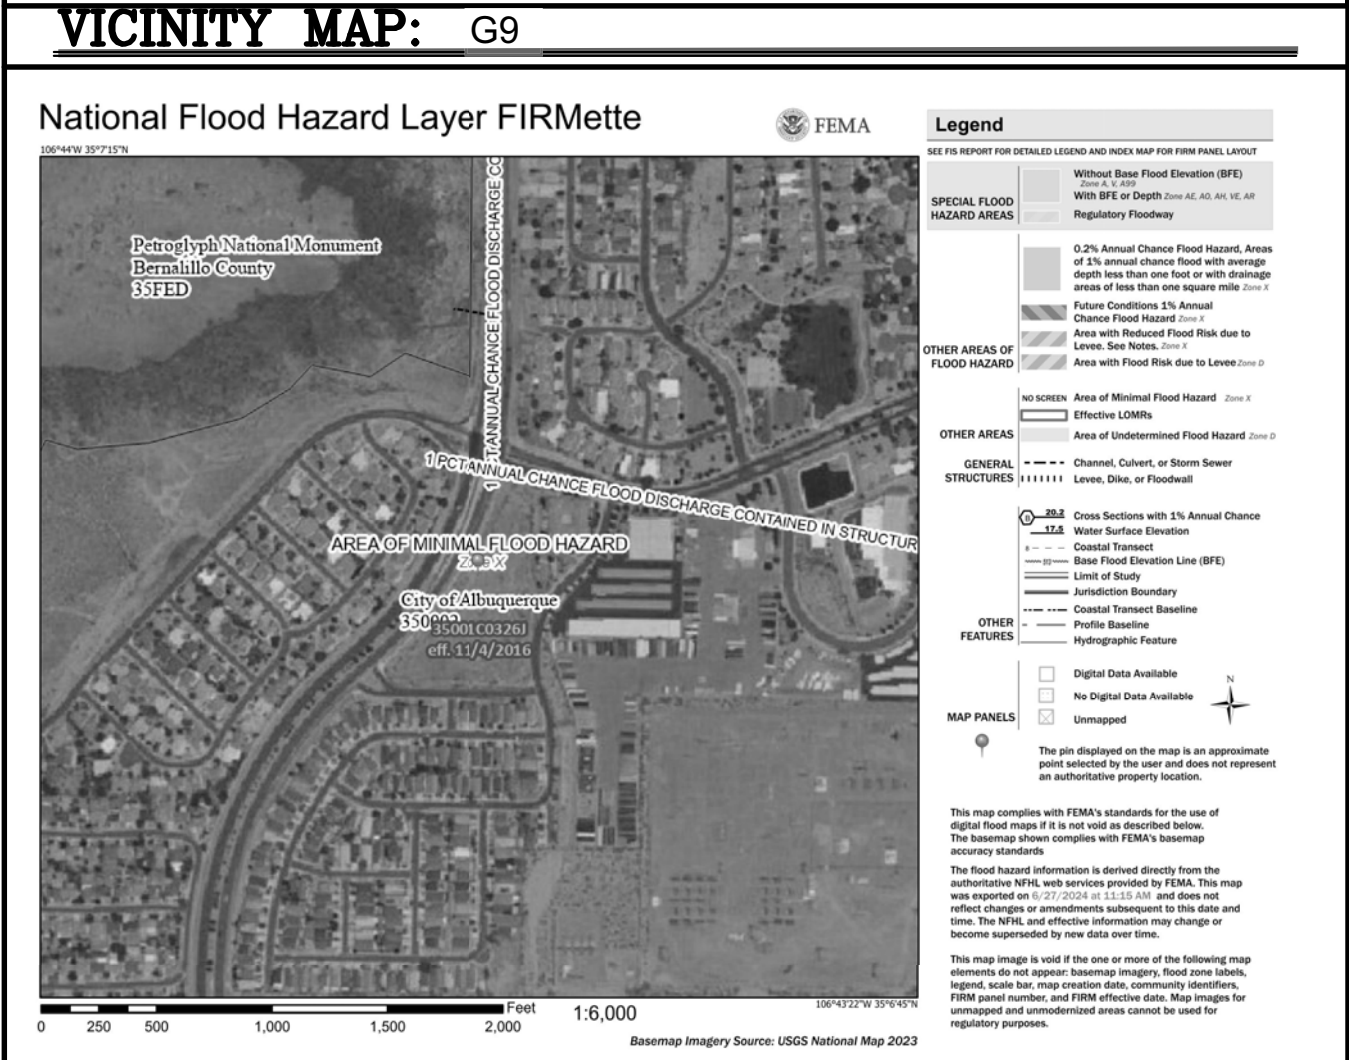 VICINITY MAP: G9
National Flood Hazard Layer FIRMette
FEMA
106°44'W 35°7'15"N
Petroglyph National Monument
Bernalillo County
35FED
1 PCT ANNUAL CHANCE FLOOD DISCHARGE CO
1 PCT ANNUAL CHANCE FLOOD DISCHARGE CONTAINED IN STRUCTUR
AREA OF MINIMAL FLOOD HAZARD
Zone X
City of Albuquerque
350002
35001C0326J
eff. 11/4/2016
Feet
0 250 500 1,000 1,500 2,000
1:6,000
106°43'22"W 35°6'45"N
Basemap Imagery Source: USGS National Map 2023
Legend
SEE FIS REPORT FOR DETAILED LEGEND AND INDEX MAP FOR FIRM PANEL LAYOUT
SPECIAL FLOOD
HAZARD AREAS
Without Base Flood Elevation (BFE)
Zone A, V, A99
With BFE or Depth Zone AE, AO, AH, VE, AR
Regulatory Floodway
OTHER AREAS OF
FLOOD HAZARD
0.2% Annual Chance Flood Hazard, Areas
of 1% annual chance flood with average
depth less than one foot or with drainage
areas of less than one square mile Zone X
Future Conditions 1% Annual
Chance Flood Hazard Zone X
Area with Reduced Flood Risk due to
Levee. See Notes. Zone X
Area with Flood Risk due to Levee Zone D
OTHER AREAS
NO SCREEN Area of Minimal Flood Hazard Zone X
Effective LOMRs
Area of Undetermined Flood Hazard Zone D
GENERAL
STRUCTURES
Channel, Culvert, or Storm Sewer
Levee, Dike, or Floodwall
OTHER
FEATURES
B 20.2 Cross Sections with 1% Annual Chance
17.5 Water Surface Elevation
Coastal Transect
Base Flood Elevation Line (BFE)
Limit of Study
Jurisdiction Boundary
Coastal Transect Baseline
Profile Baseline
Hydrographic Feature
MAP PANELS
Digital Data Available
No Digital Data Available
Unmapped
N
The pin displayed on the map is an approximate
point selected by the user and does not represent
an authoritative property location.
This map complies with FEMA's standards for the use of
digital flood maps if it is not void as described below.
The basemap shown complies with FEMA's basemap
accuracy standards
The flood hazard information is derived directly from the
authoritative NFHL web services provided by FEMA. This map
was exported on 6/27/2024 at 11:15 AM and does not
reflect changes or amendments subsequent to this date and
time. The NFHL and effective information may change or
become superseded by new data over time.
This map image is void if the one or more of the following map
elements do not appear: basemap imagery, flood zone labels,
legend, scale bar, map creation date, community identifiers,
FIRM panel number, and FIRM effective date. Map images for
unmapped and unmodernized areas cannot be used for
regulatory purposes.